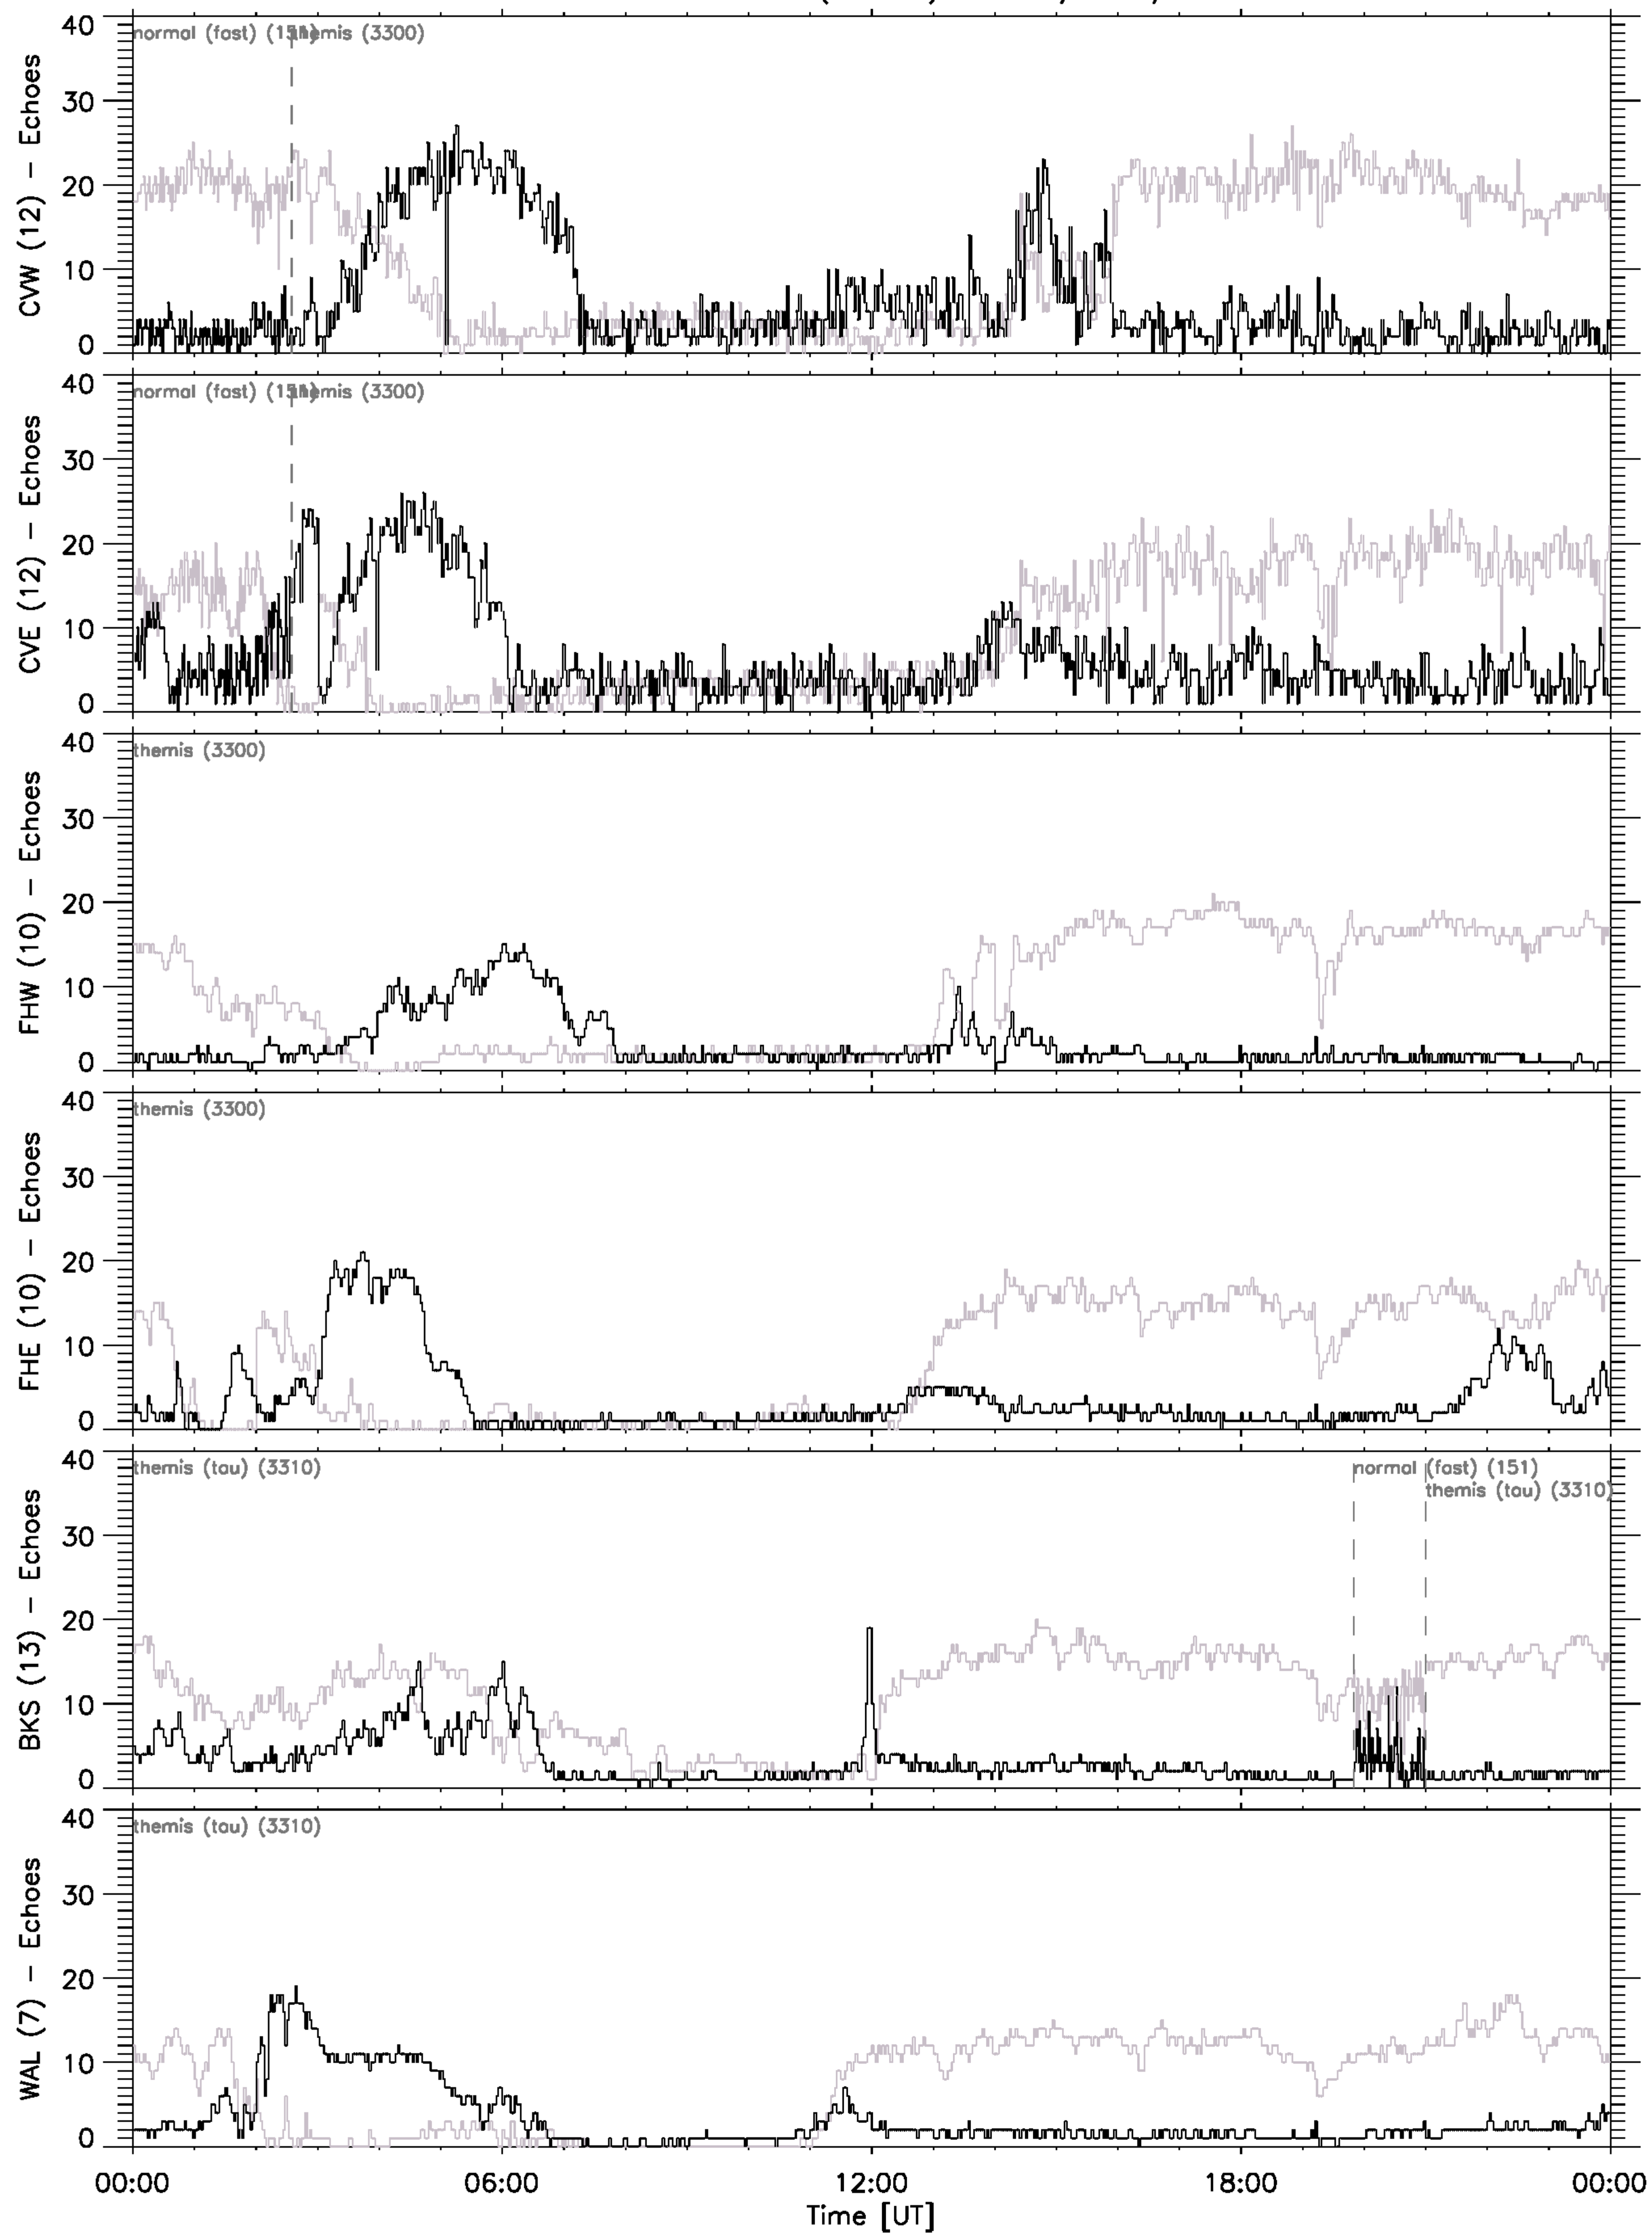 CVW (12) – Echoes
normal (fast) (151)
themis (3300)
40
30
20
10
0
CVE (12) – Echoes
normal (fast) (151)
themis (3300)
40
30
20
10
0
FHW (10) – Echoes
themis (3300)
40
30
20
10
0
FHE (10) – Echoes
themis (3300)
40
30
20
10
0
BKS (13) – Echoes
themis (tau) (3310)
normal (fast) (151)
themis (tau) (3310)
40
30
20
10
0
WAL (7) – Echoes
themis (tau) (3310)
40
30
20
10
0
00:00 06:00 12:00 18:00 00:00
Time [UT]